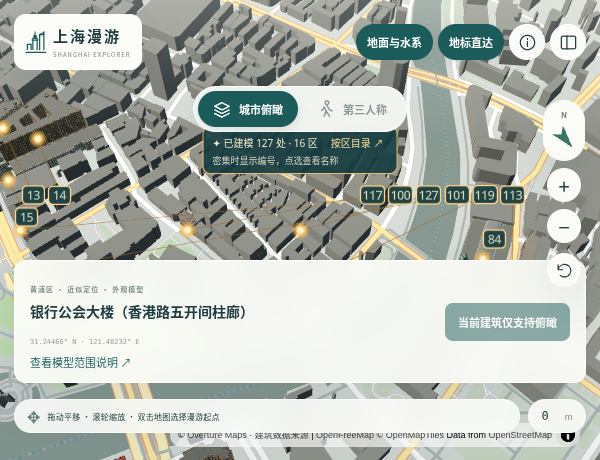 上海漫游
SHANGHAI EXPLORER
地面与水系
地标直达
城市俯瞰
第三人称
✦ 已建模 127 处 · 16 区 按区目录 ↗
密集时显示编号，点选查看名称
N
13
14
15
117
100
127
101
119
113
84
+
−
黄浦区 · 近似定位 · 外观模型
银行公会大楼（香港路五开间柱廊）
31.24466° N · 121.48232° E
查看模型范围说明 ↗
当前建筑仅支持俯瞰
拖动平移 · 滚轮缩放 · 双击地图选择漫游起点
0 m
© Overture Maps · 建筑数据来源 | OpenFreeMap © OpenMapTiles Data from OpenStreetMap